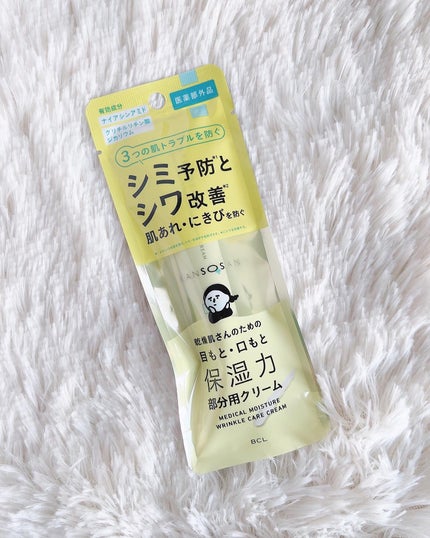 有効成分
ナイアシンアミド
グリチルリチン酸
ジカリウム
医薬部外品
3つの肌トラブルを防ぐ
シミ予防と
シワ改善※2
肌あれ・にきびを防ぐ
ANSOSAN
乾燥肌さんのための
目もと・口もと
保湿力
部分用クリーム
MEDICAL MOISTURE
WRINKLE CARE CREAM
BCL